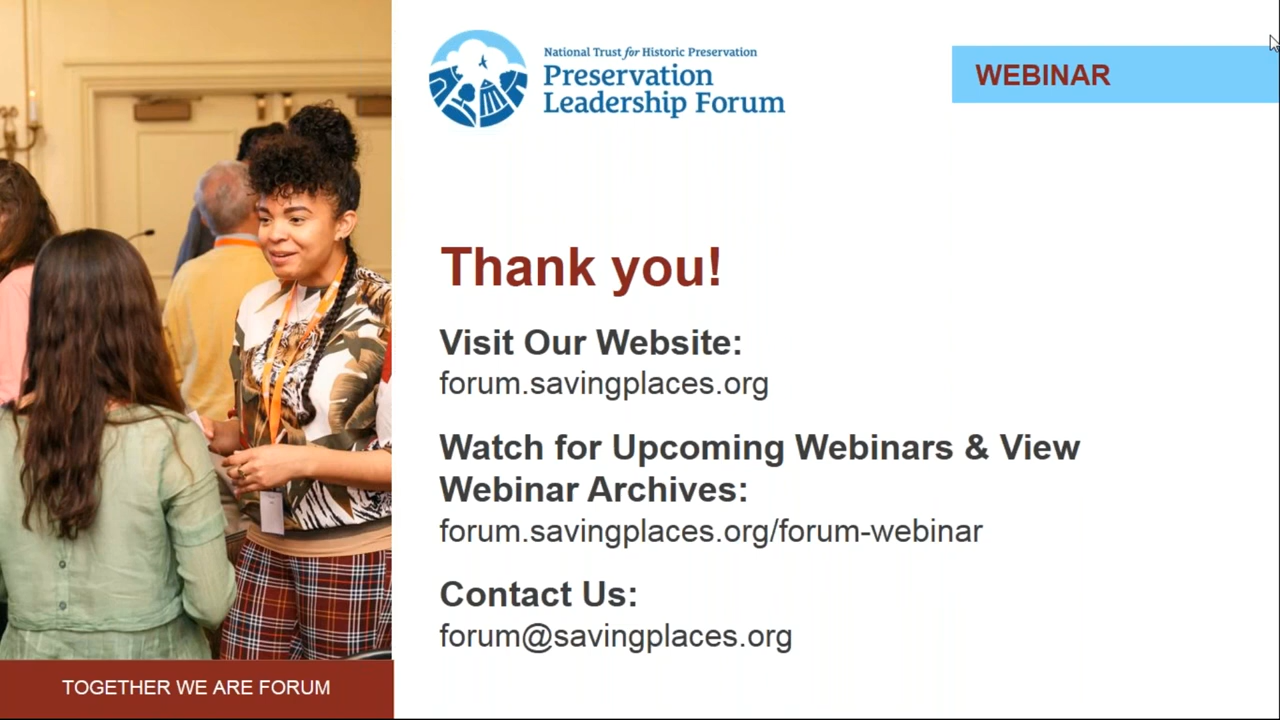 National Trust for Historic Preservation
Preservation
Leadership Forum
WEBINAR
Thank you!
Visit Our Website:
forum.savingplaces.org
Watch for Upcoming Webinars & View
Webinar Archives:
forum.savingplaces.org/forum-webinar
Contact Us:
forum@savingplaces.org
TOGETHER WE ARE FORUM